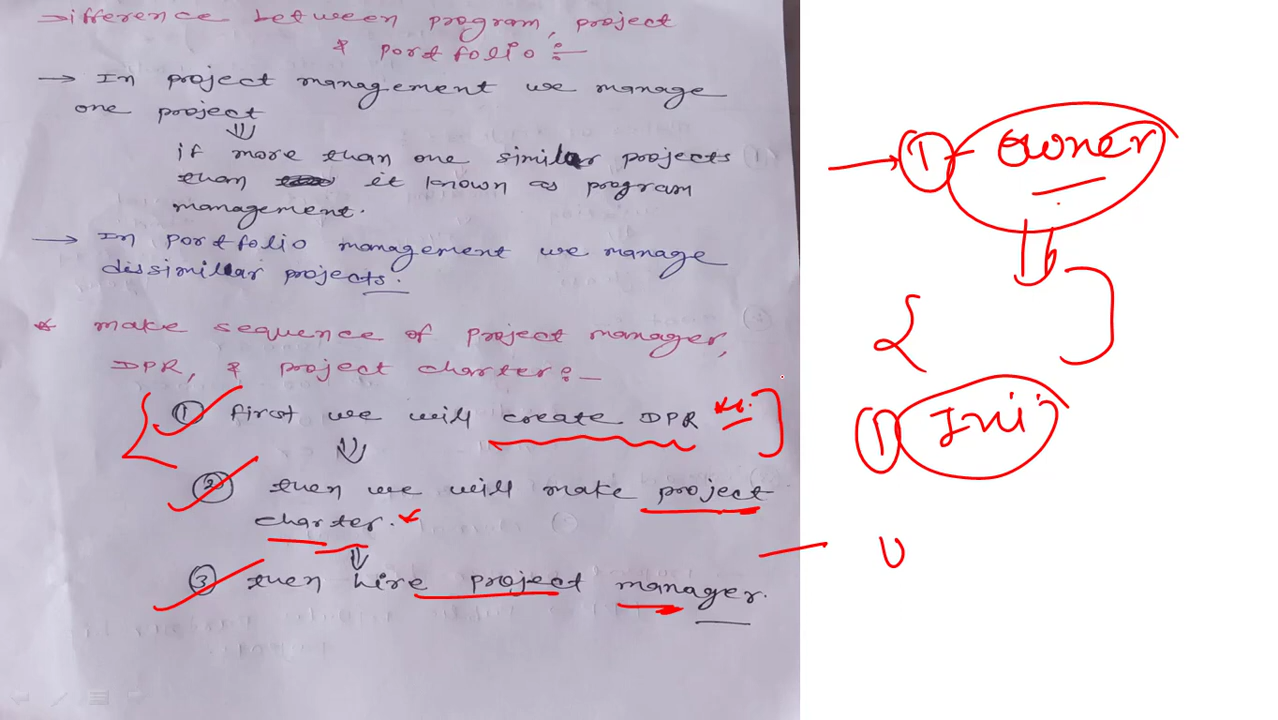 Difference between program, project
& portfolio :-
→ In project management we manage
one project
if more than one similar projects
than it known as program
management.
→ In portfolio management we manage
dissimilar projects.
* make sequence of project manager,
DPR, & project charter :-
① first we will create DPR
② then we will make project
charter.
③ then hire project manager.
① - owner
① Ini